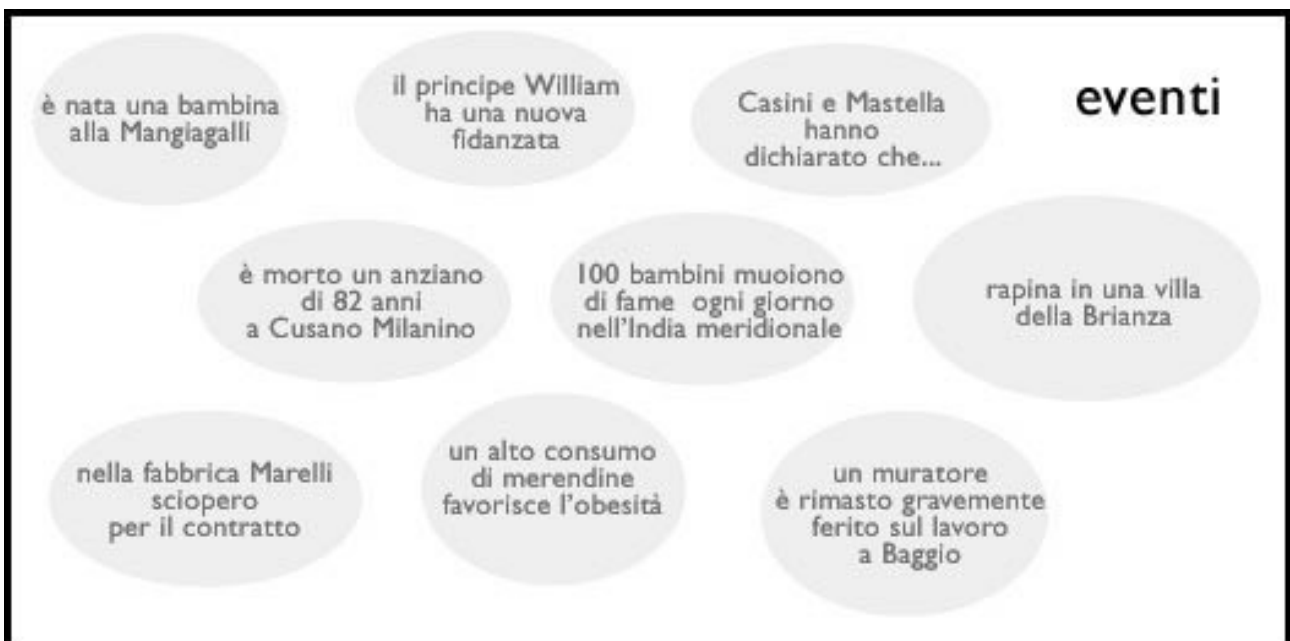 è nata una bambina
alla Mangiagalli
il principe William
ha una nuova
fidanzata
Casini e Mastella
hanno
dichiarato che...
eventi
è morto un anziano
di 82 anni
a Cusano Milanino
100 bambini muoiono
di fame ogni giorno
nell'India meridionale
rapina in una villa
della Brianza
nella fabbrica Marelli
sciopero
per il contratto
un alto consumo
di merendine
favorisce l'obesità
un muratore
è rimasto gravemente
ferito sul lavoro
a Baggio